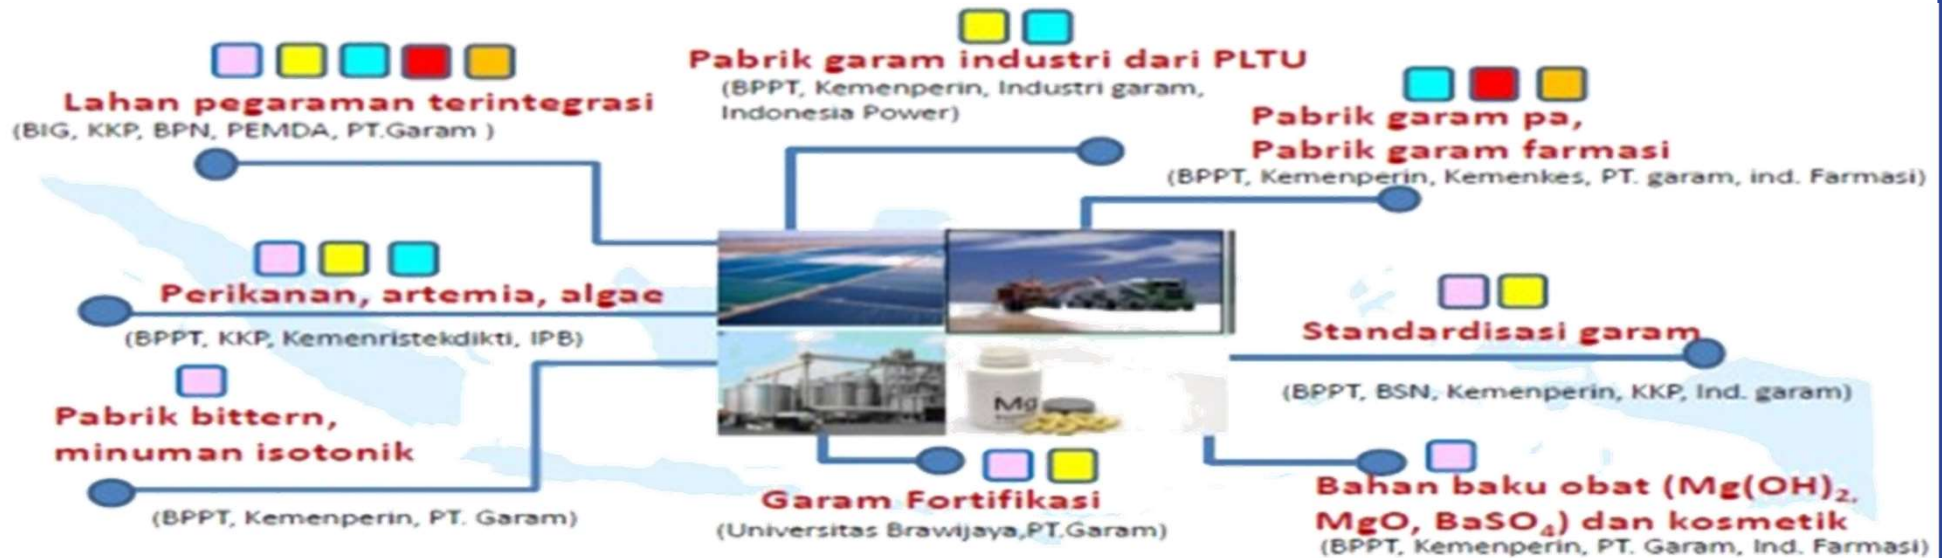 Lahan pegaraman terintegrasi
(BIG, KKP, BPN, PEMDA, PT.Garam )
Pabrik garam industri dari PLTU
(BPPT, Kemenperin, Industri garam,
Indonesia Power)
Pabrik garam pa,
Pabrik garam farmasi
(BPPT, Kemenperin, Kemenkes, PT. garam, ind. Farmasi)
Perikanan, artemia, algae
(BPPT, KKP, Kemenristekdikti, IPB)
Standardisasi garam
(BPPT, BSN, Kemenperin, KKP, Ind. garam)
Pabrik bittern,
minuman isotonik
(BPPT, Kemenperin, PT. Garam)
Mg
Garam Fortifikasi
(Universitas Brawijaya,PT.Garam)
Bahan baku obat (Mg(OH)₂,
MgO, BaSO₄) dan kosmetik
(BPPT, Kemenperin, PT. Garam, Ind. Farmasi)